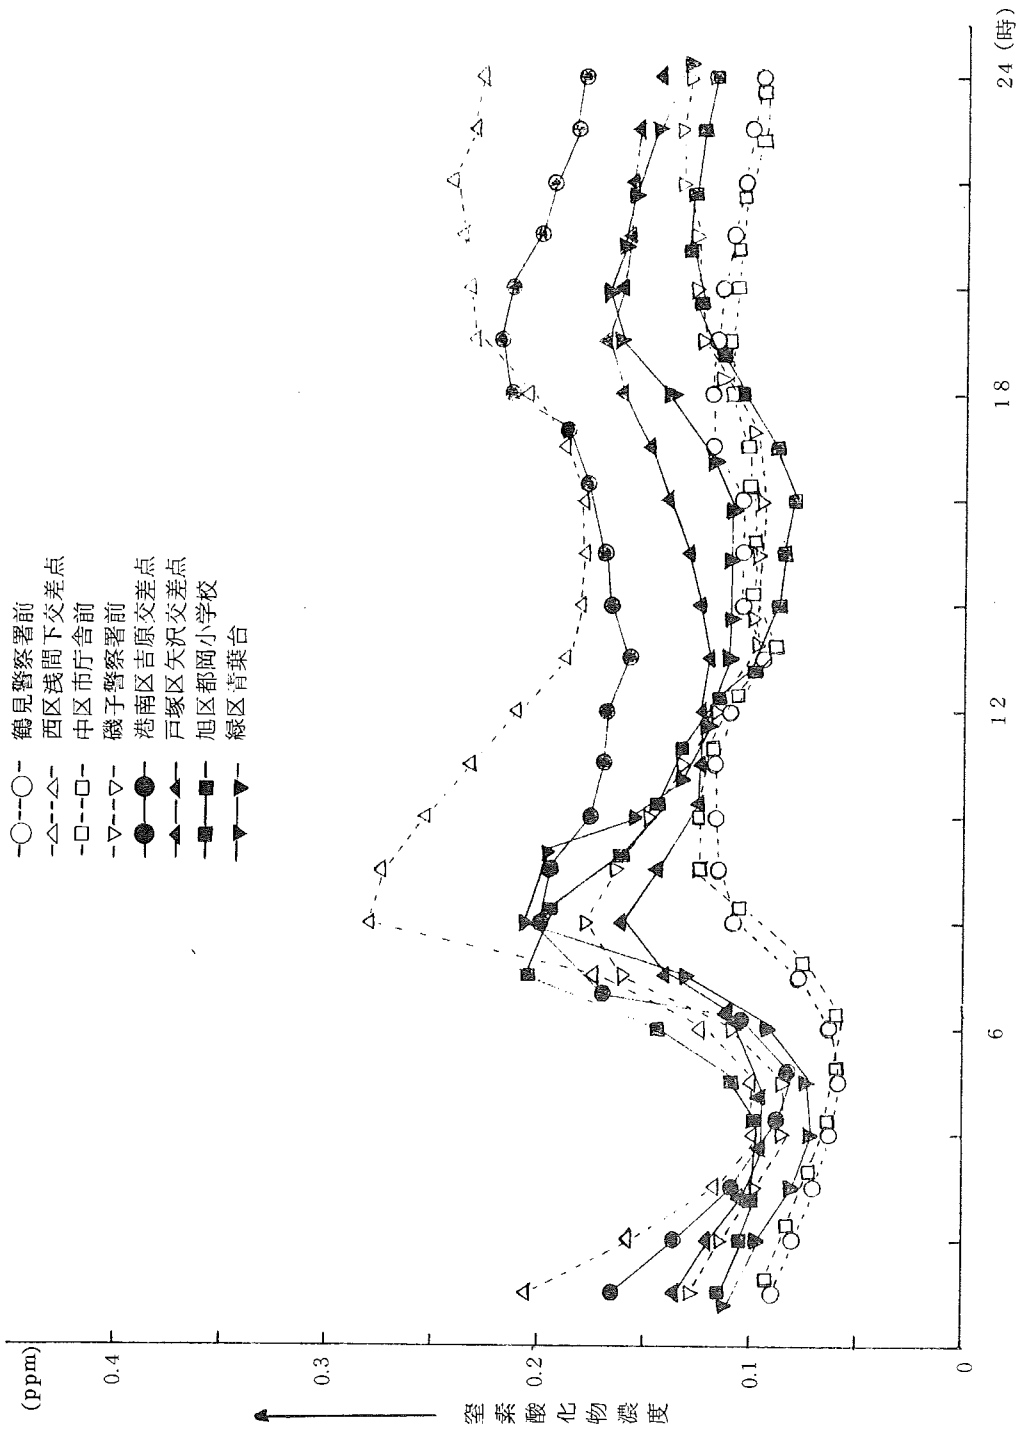 鶴見警察署前
西区浅間下交差点
中区市庁舎前
磯子警察署前
港南区吉原交差点
戸塚区矢沢交差点
旭区都岡小学校
緑区青葉台
(ppm)
0.4
0.3
0.2
0.1
0
窒素酸化物濃度
6
12
18
24 (時)